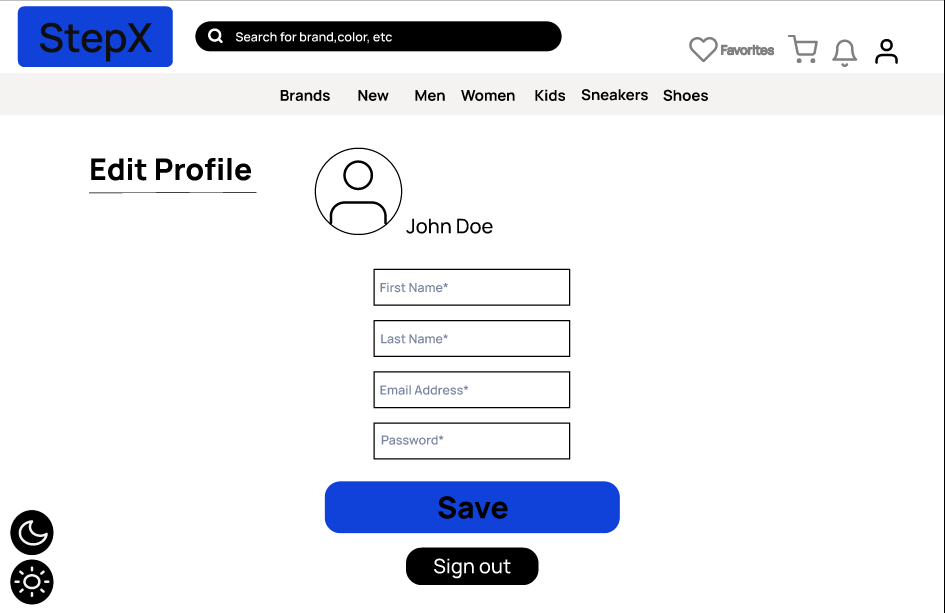 StepX
Search for brand,color, etc
Favorites
Brands New Men Women Kids Sneakers Shoes
Edit Profile
John Doe
First Name*
Last Name*
Email Address*
Password*
Save
Sign out